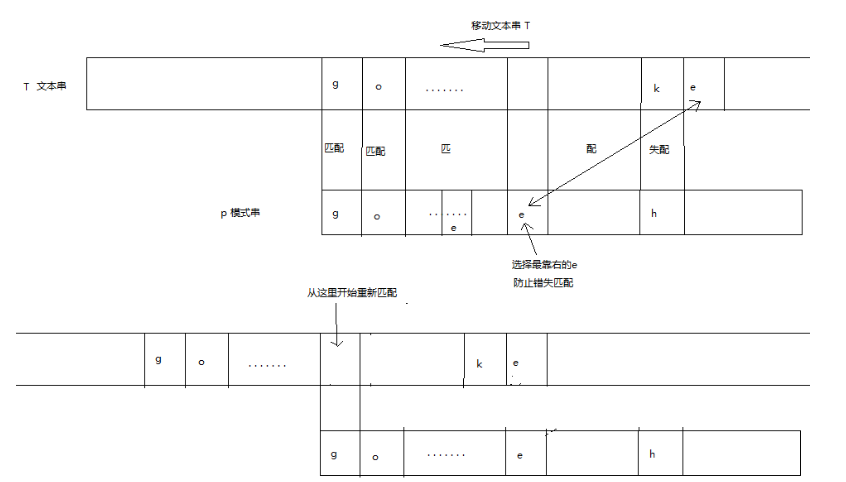 移动文本串 T
T 文本串
g o ....... k e
匹配 匹配 匹 配 失配
p 模式串
g o ....... e h
e
选择最靠右的e
防止错失匹配
从这里开始重新匹配
g o ....... k e
g o ....... e h